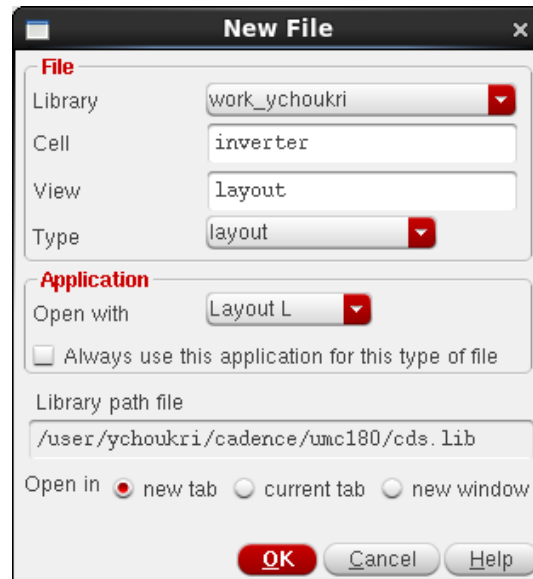 New File
File
Library work_ychoukri
Cell inverter
View layout
Type layout
Application
Open with Layout L
Always use this application for this type of file
Library path file
/user/ychoukri/cadence/umc180/cds.lib
Open in new tab current tab new window
OK Cancel Help